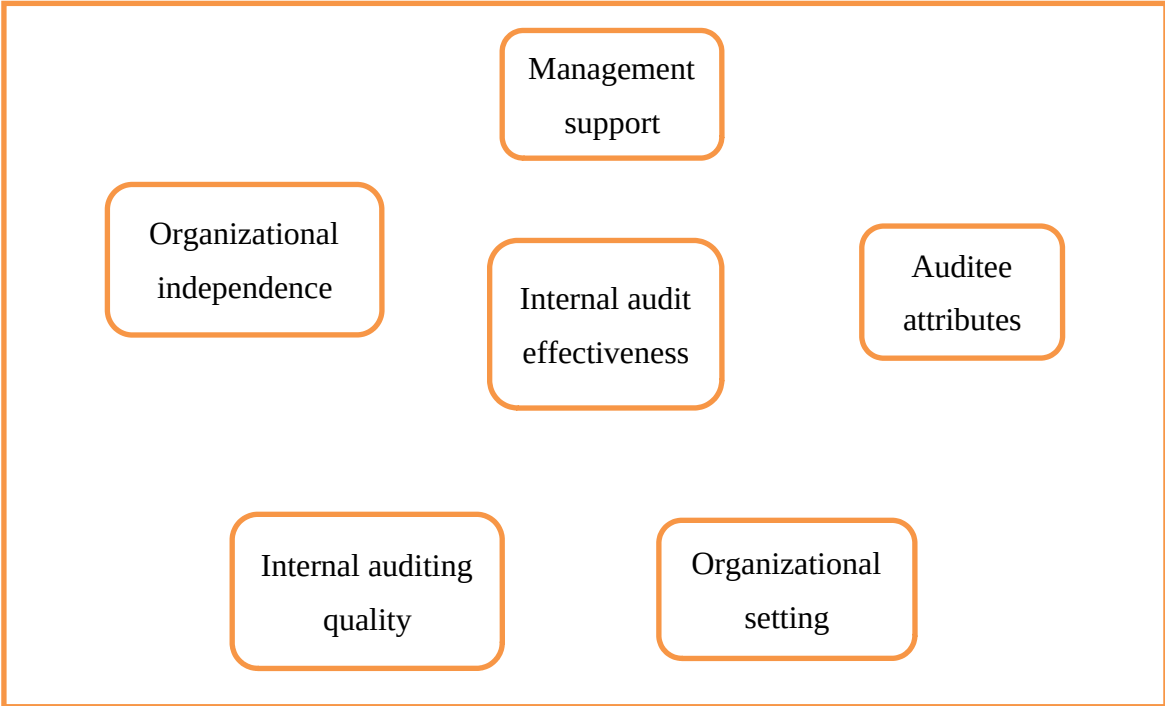 Management
support
Organizational
independence
Internal audit
effectiveness
Auditee
attributes
Internal auditing
quality
Organizational
setting